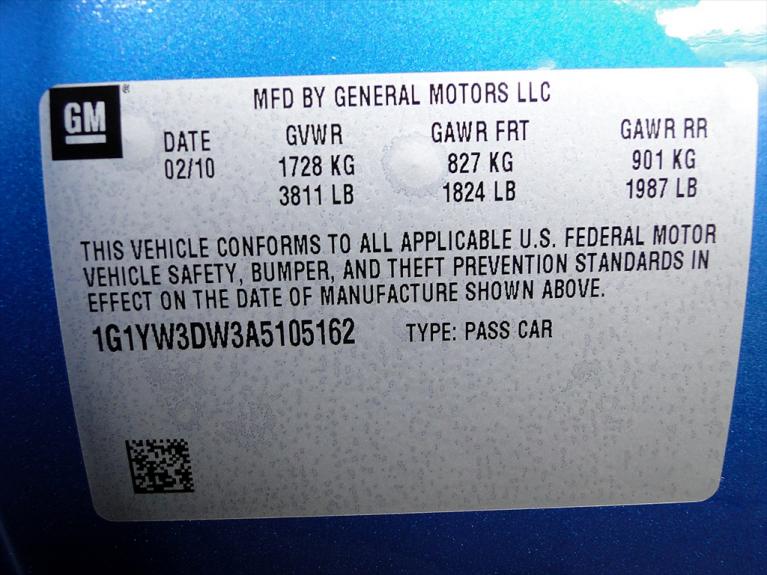 GM®
MFD BY GENERAL MOTORS LLC
DATE GVWR GAWR FRT GAWR RR
02/10 1728 KG 827 KG 901 KG
3811 LB 1824 LB 1987 LB
THIS VEHICLE CONFORMS TO ALL APPLICABLE U.S. FEDERAL MOTOR
VEHICLE SAFETY, BUMPER, AND THEFT PREVENTION STANDARDS IN
EFFECT ON THE DATE OF MANUFACTURE SHOWN ABOVE.
1G1YW3DW3A5105162 TYPE: PASS CAR